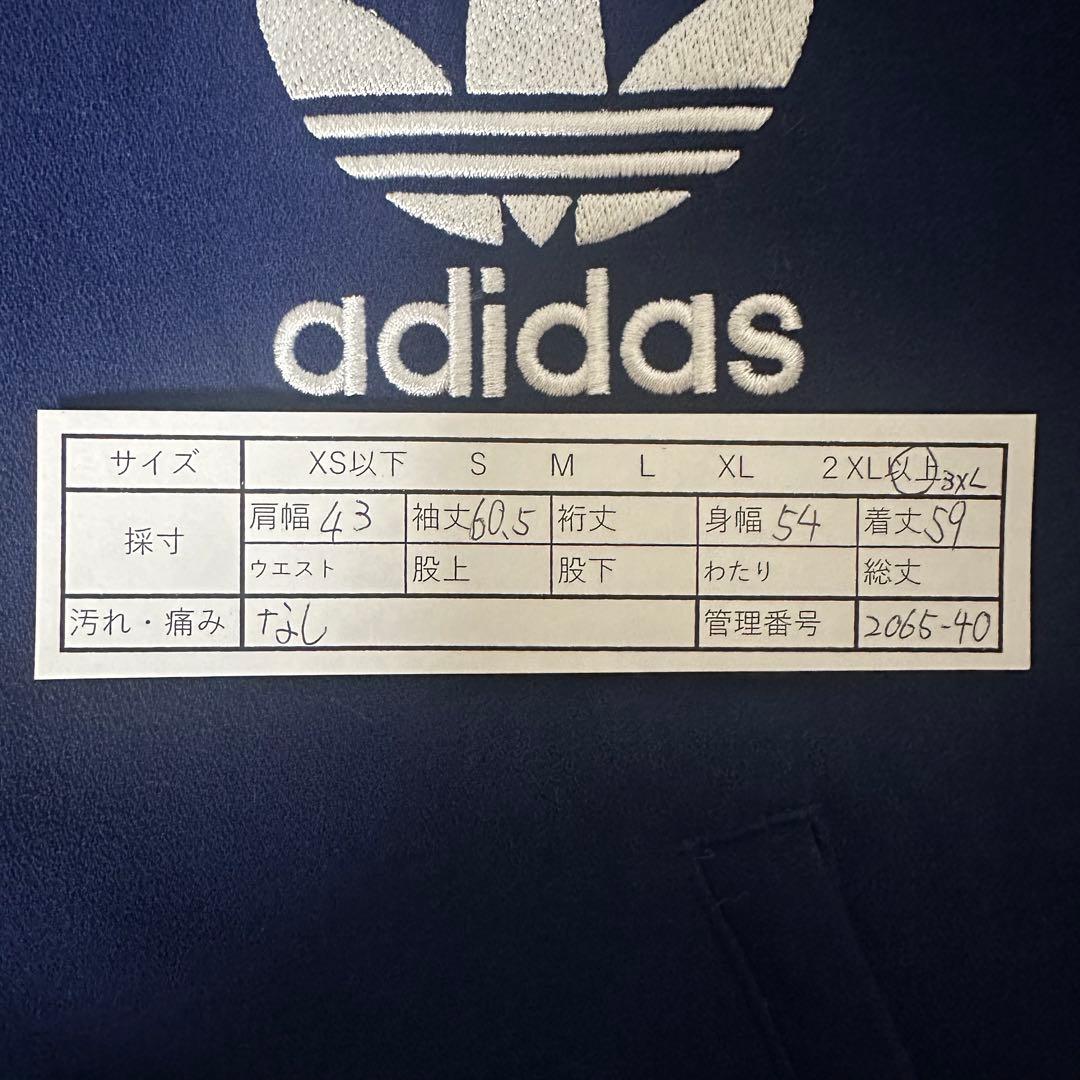 adidas
サイズ XS以下 S M L XL 2XL以上 3XL
採寸 肩幅 43 袖丈 60.5 裄丈 身幅 54 着丈 59
ウエスト 股上 股下 わたり 総丈
汚れ・痛み なし 管理番号 2065-40